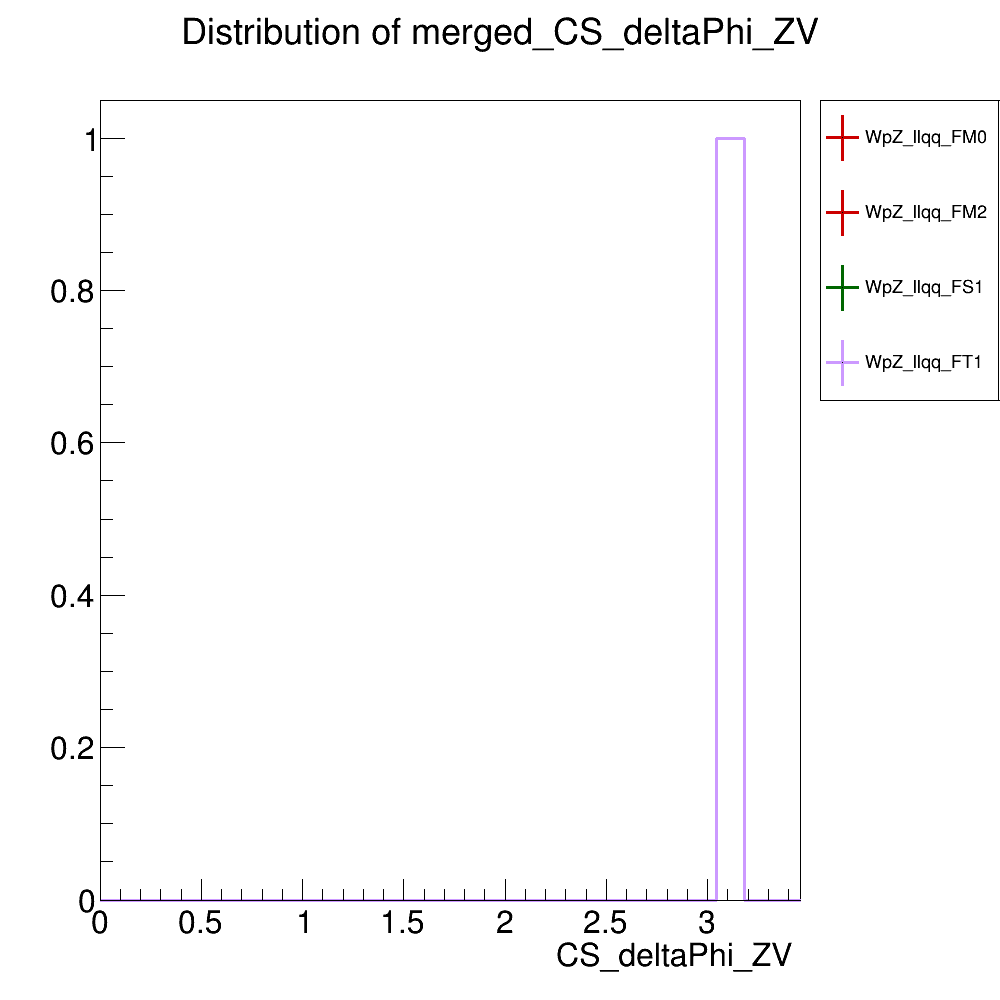 Distribution of merged_CS_deltaPhi_ZV
WpZ_llqq_FM0
WpZ_llqq_FM2
WpZ_llqq_FS1
WpZ_llqq_FT1
1
0.8
0.6
0.4
0.2
0
0 0.5 1 1.5 2 2.5 3
CS_deltaPhi_ZV